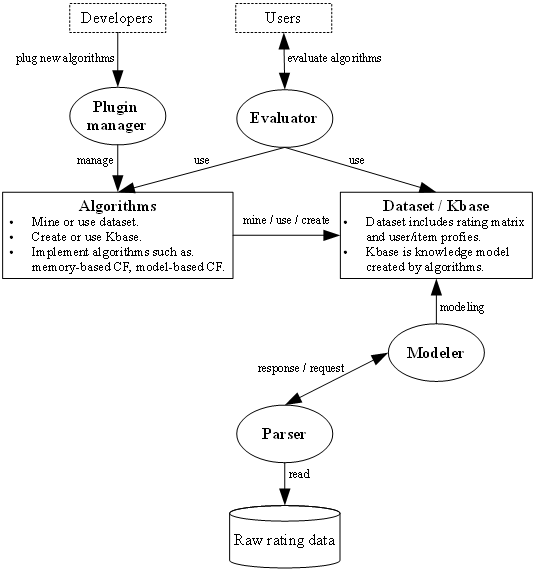 Developers
Users
plug new algorithms
evaluate algorithms
Plugin
manager
Evaluator
manage
use
use
Algorithms
• Mine or use dataset.
• Create or use Kbase.
• Implement algorithms such as.
memory-based CF, model-based CF.
mine / use / create
Dataset / Kbase
• Dataset includes rating matrix
and user/item profies.
• Kbase is knowledge model
created by algorithms.
modeling
Modeler
response / request
Parser
read
Raw rating data